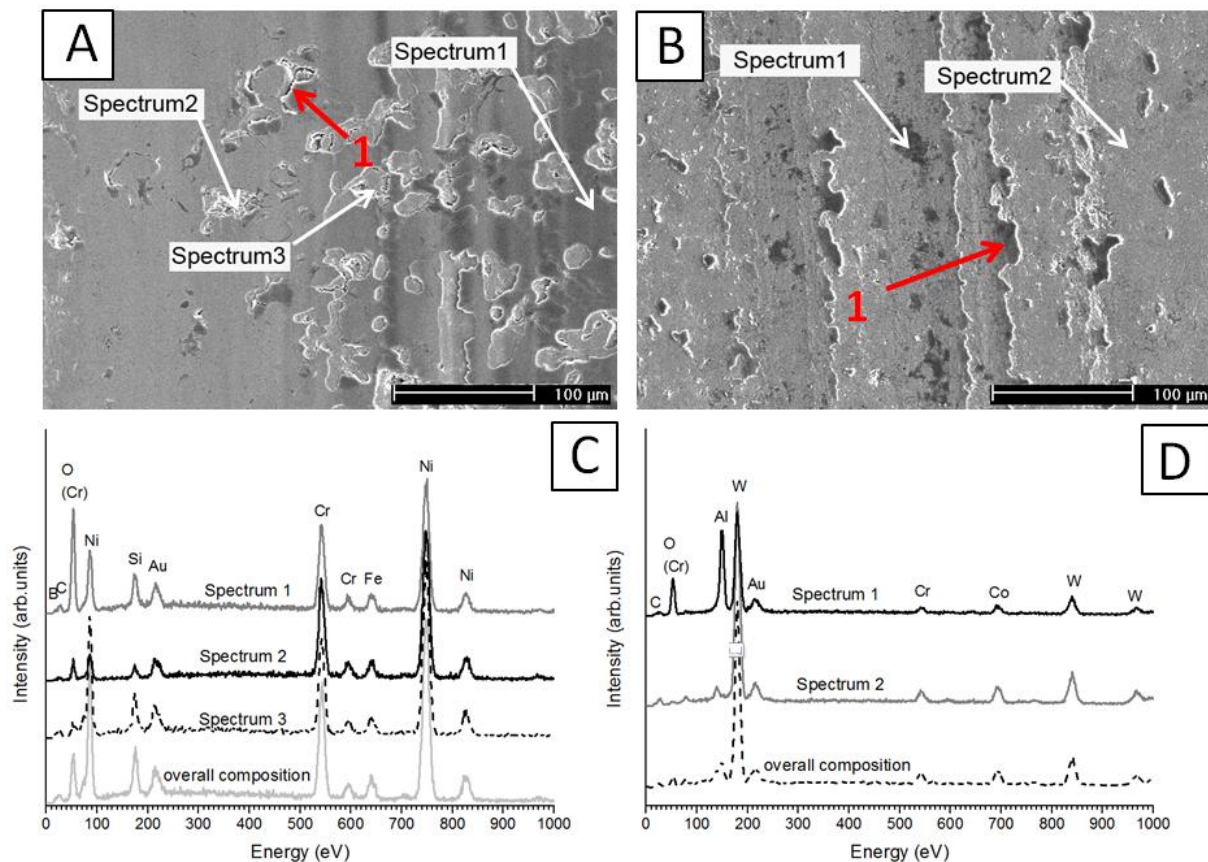 A
Spectrum1
Spectrum2
1
Spectrum3
100 µm
B
Spectrum1
Spectrum2
1
100 µm
C
O
(Cr)
Ni
B
C
Si
Au
Cr
Cr
Fe
Ni
Ni
Spectrum 1
Spectrum 2
Spectrum 3
overall composition
Intensity (arb.units)
0 100 200 300 400 500 600 700 800 900 1000
Energy (eV)
D
W
Al
O
(Cr)
C
Au
Cr
Co
W
W
Spectrum 1
Spectrum 2
overall composition
Intensity (arb.units)
0 100 200 300 400 500 600 700 800 900 1000
Energy (eV)